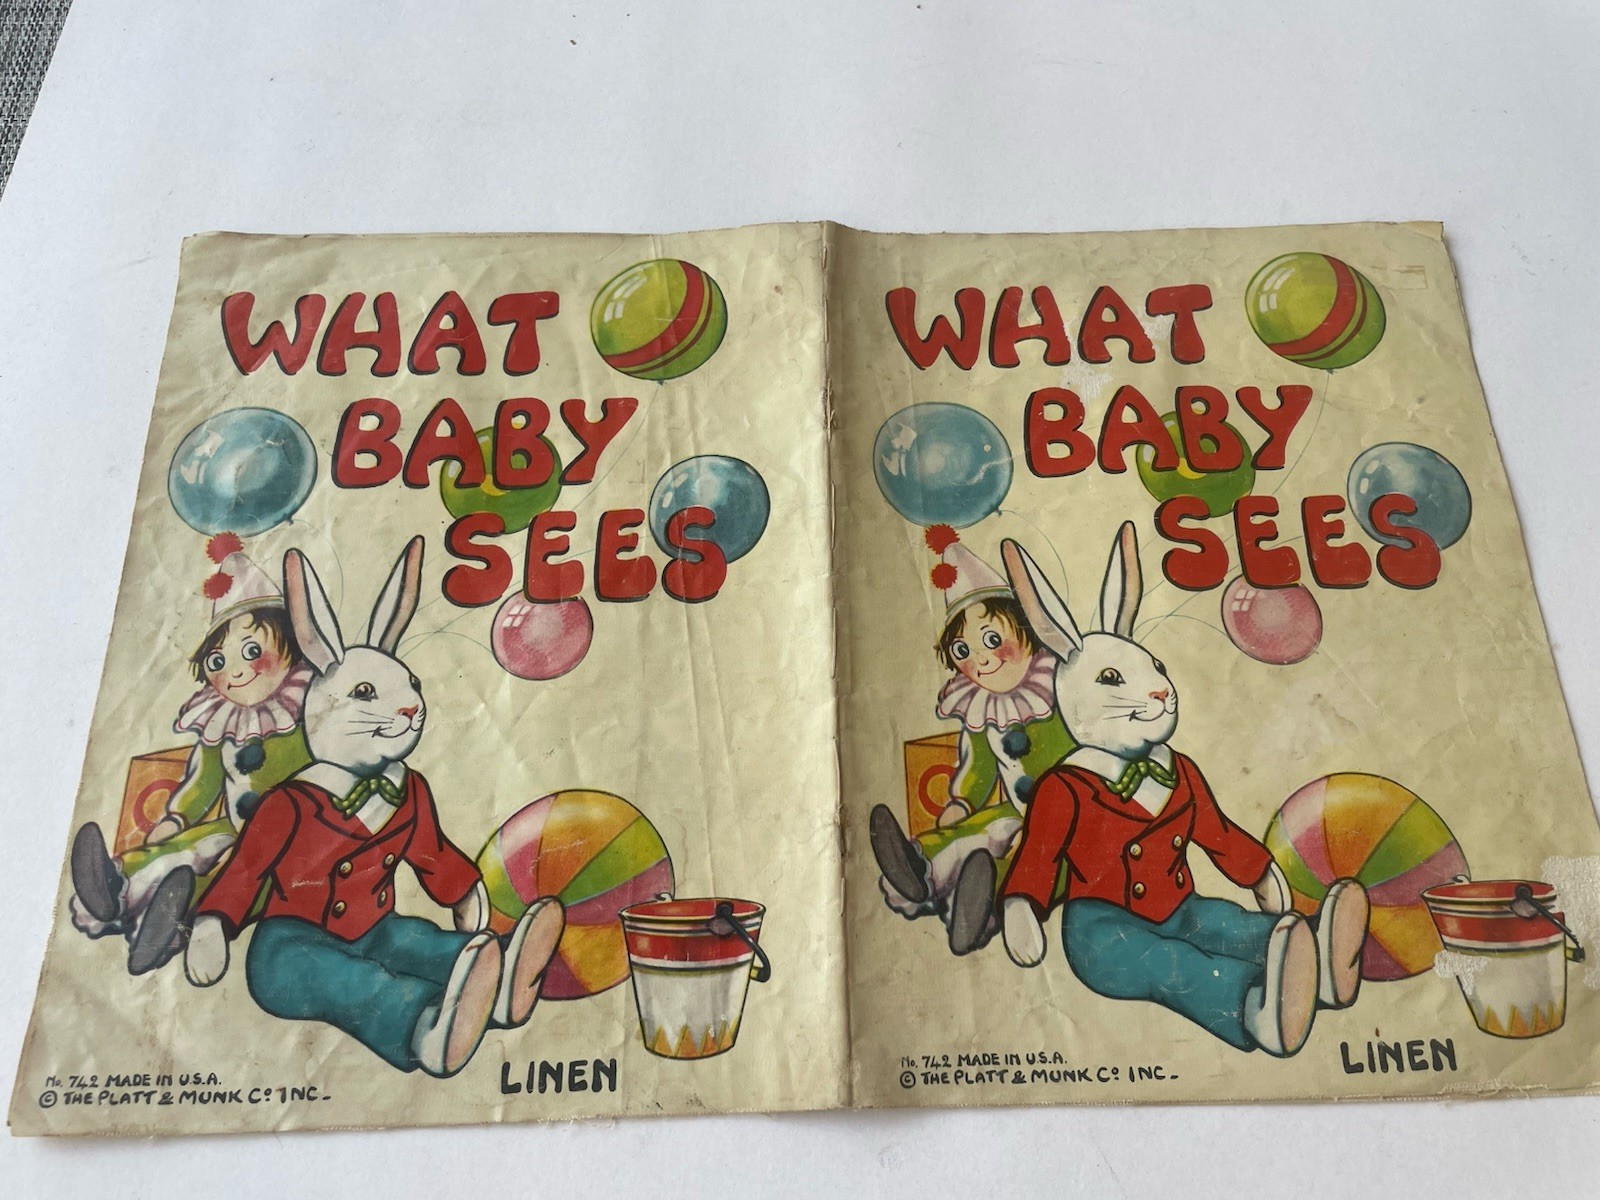 WHAT
BABY
SEES
LINEN
No. 742 MADE IN U.S.A.
© THE PLATT & MUNK Co. INC.
WHAT
BABY
SEES
LINEN
No. 742 MADE IN U.S.A.
© THE PLATT & MUNK Co. INC.